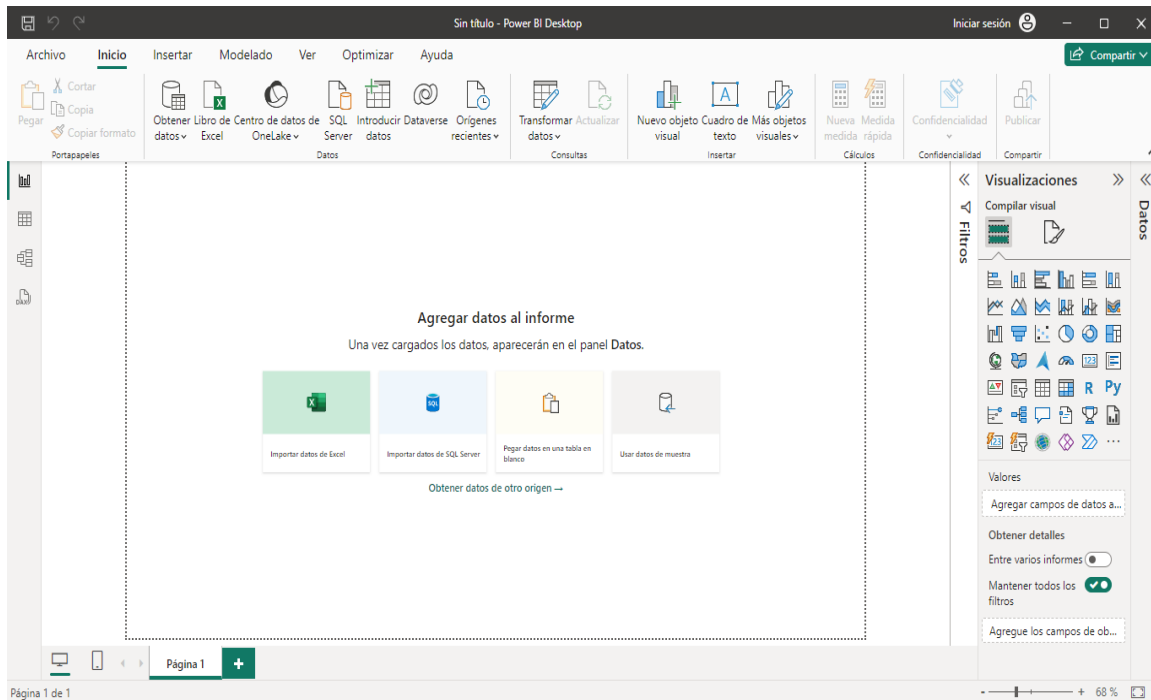 Sin título - Power BI Desktop
Iniciar sesión
Archivo Inicio Insertar Modelado Ver Optimizar Ayuda
Compartir
Pegar
Cortar
Copia
Copiar formato
Portapapeles
Obtener datos
Libro de Excel
Centro de datos de OneLake
SQL Server
Introducir datos
Dataverse
Orígenes recientes
Datos
Transformar datos
Actualizar
Consultas
Nuevo objeto visual
Cuadro de texto
Más objetos visuales
Insertar
Nueva medida
Medida rápida
Cálculos
Confidencialidad
Confidencialidad
Publicar
Compartir
Agregar datos al informe
Una vez cargados los datos, aparecerán en el panel Datos.
SQL
Importar datos de Excel
Importar datos de SQL Server
Pegar datos en una tabla en
blanco
Usar datos de muestra
Obtener datos de otro origen →
Filtros
Visualizaciones
Compilar visual
123
R Py
123
Valores
Agregar campos de datos a...
Obtener detalles
Entre varios informes
Mantener todos los
filtros
Agregue los campos de ob...
Datos
Página 1
+
Página 1 de 1
- + 68 %